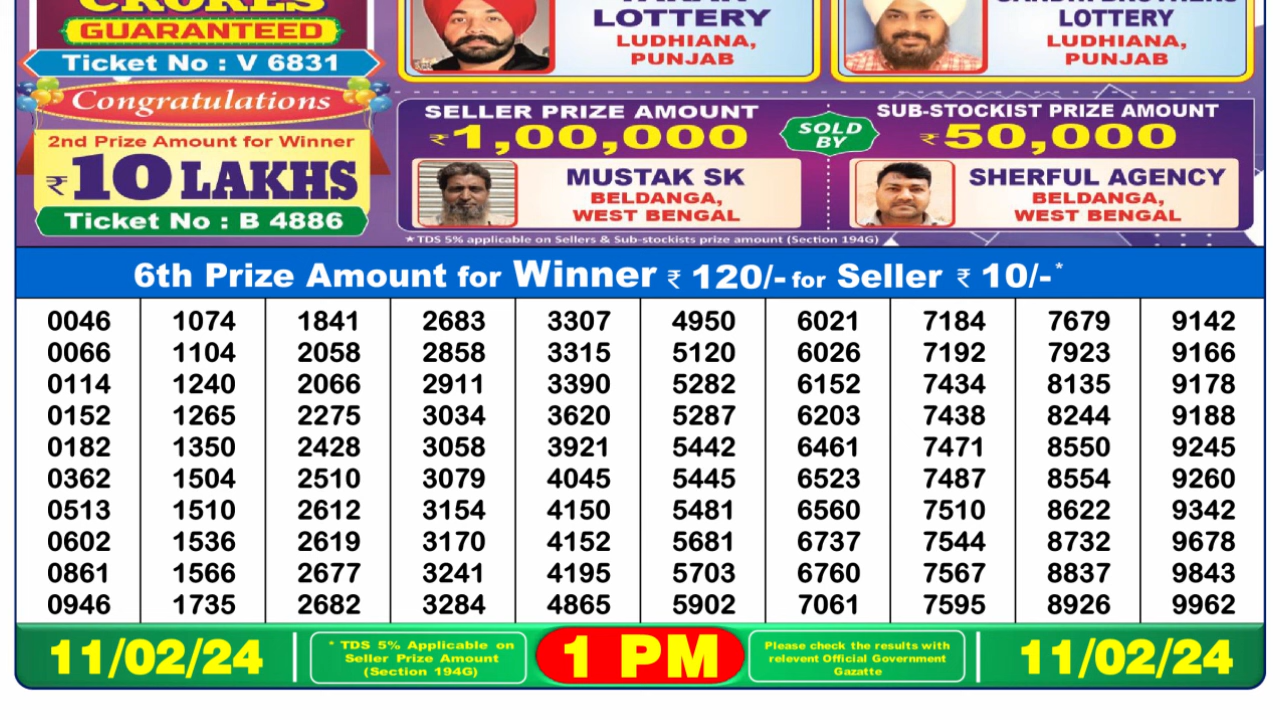 CRORES
GUARANTEED
Ticket No : V 6831
LOTTERY
LUDHIANA,
PUNJAB
LOTTERY
LUDHIANA,
PUNJAB
Congratulations
2nd Prize Amount for Winner
₹10 LAKHS
Ticket No : B 4886
SELLER PRIZE AMOUNT
₹1,00,000
SOLD
BY
SUB-STOCKIST PRIZE AMOUNT
₹50,000
MUSTAK SK
BELDANGA,
WEST BENGAL
SHERFUL AGENCY
BELDANGA,
WEST BENGAL
★ TDS 5% applicable on Sellers & Sub-stockists prize amount (Section 194G)
6th Prize Amount for Winner ₹ 120/- for Seller ₹ 10/-*
0046 1074 1841 2683 3307 4950 6021 7184 7679 9142
0066 1104 2058 2858 3315 5120 6026 7192 7923 9166
0114 1240 2066 2911 3390 5282 6152 7434 8135 9178
0152 1265 2275 3034 3620 5287 6203 7438 8244 9188
0182 1350 2428 3058 3921 5442 6461 7471 8550 9245
0362 1504 2510 3079 4045 5445 6523 7487 8554 9260
0513 1510 2612 3154 4150 5481 6560 7510 8622 9342
0602 1536 2619 3170 4152 5681 6737 7544 8732 9678
0861 1566 2677 3241 4195 5703 6760 7567 8837 9843
0946 1735 2682 3284 4865 5902 7061 7595 8926 9962
11/02/24
* TDS 5% Applicable on
Seller Prize Amount
(Section 194G)
1 PM
Please check the results with
relevent Official Government
Gazatte
11/02/24